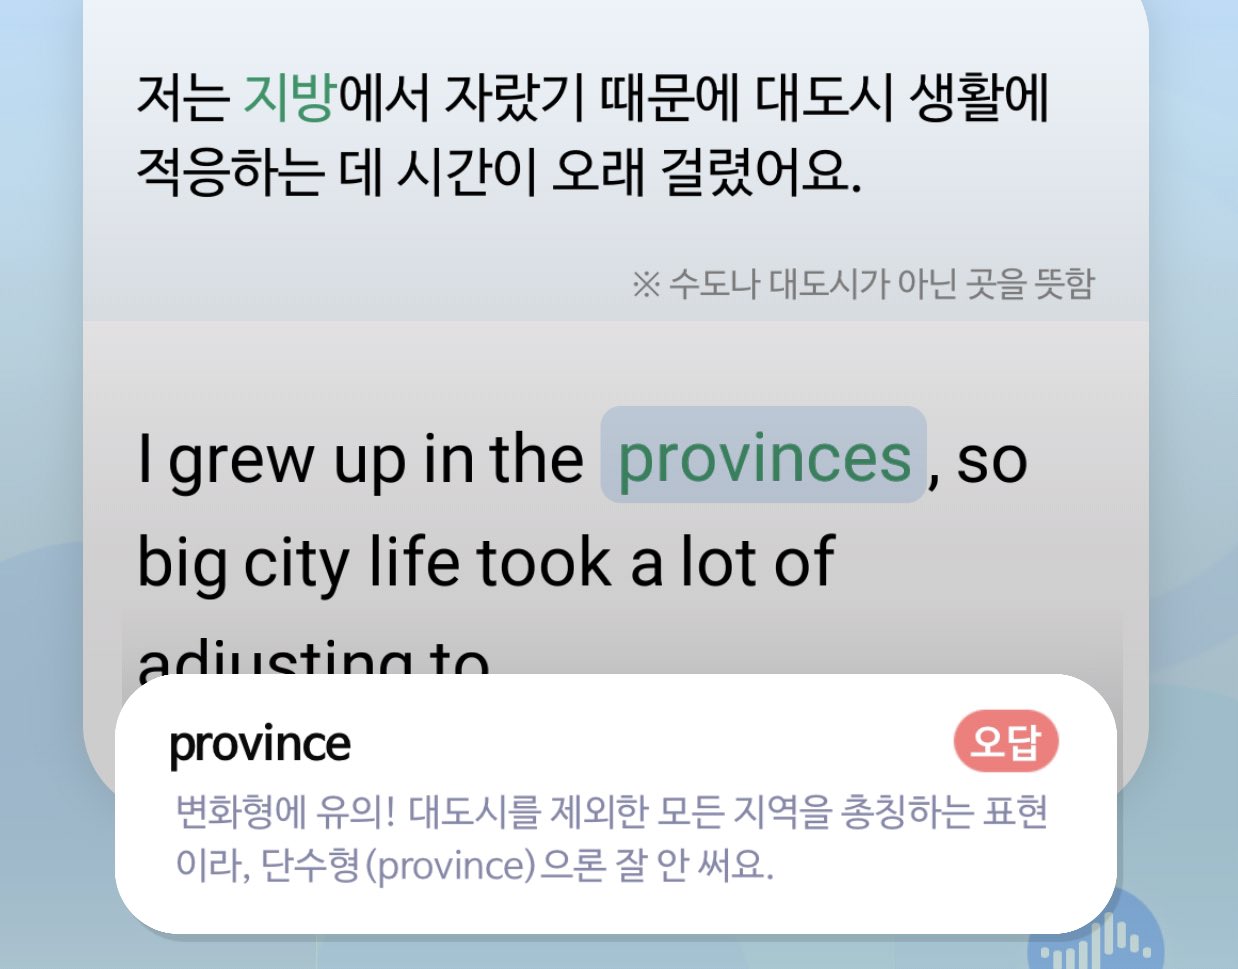 저는 지방에서 자랐기 때문에 대도시 생활에
적응하는 데 시간이 오래 걸렸어요.
※ 수도나 대도시가 아닌 곳을 뜻함
I grew up in the provinces, so
big city life took a lot of
adjusting to
province
오답
변화형에 유의! 대도시를 제외한 모든 지역을 총칭하는 표현
이라, 단수형(province)으론 잘 안 써요.